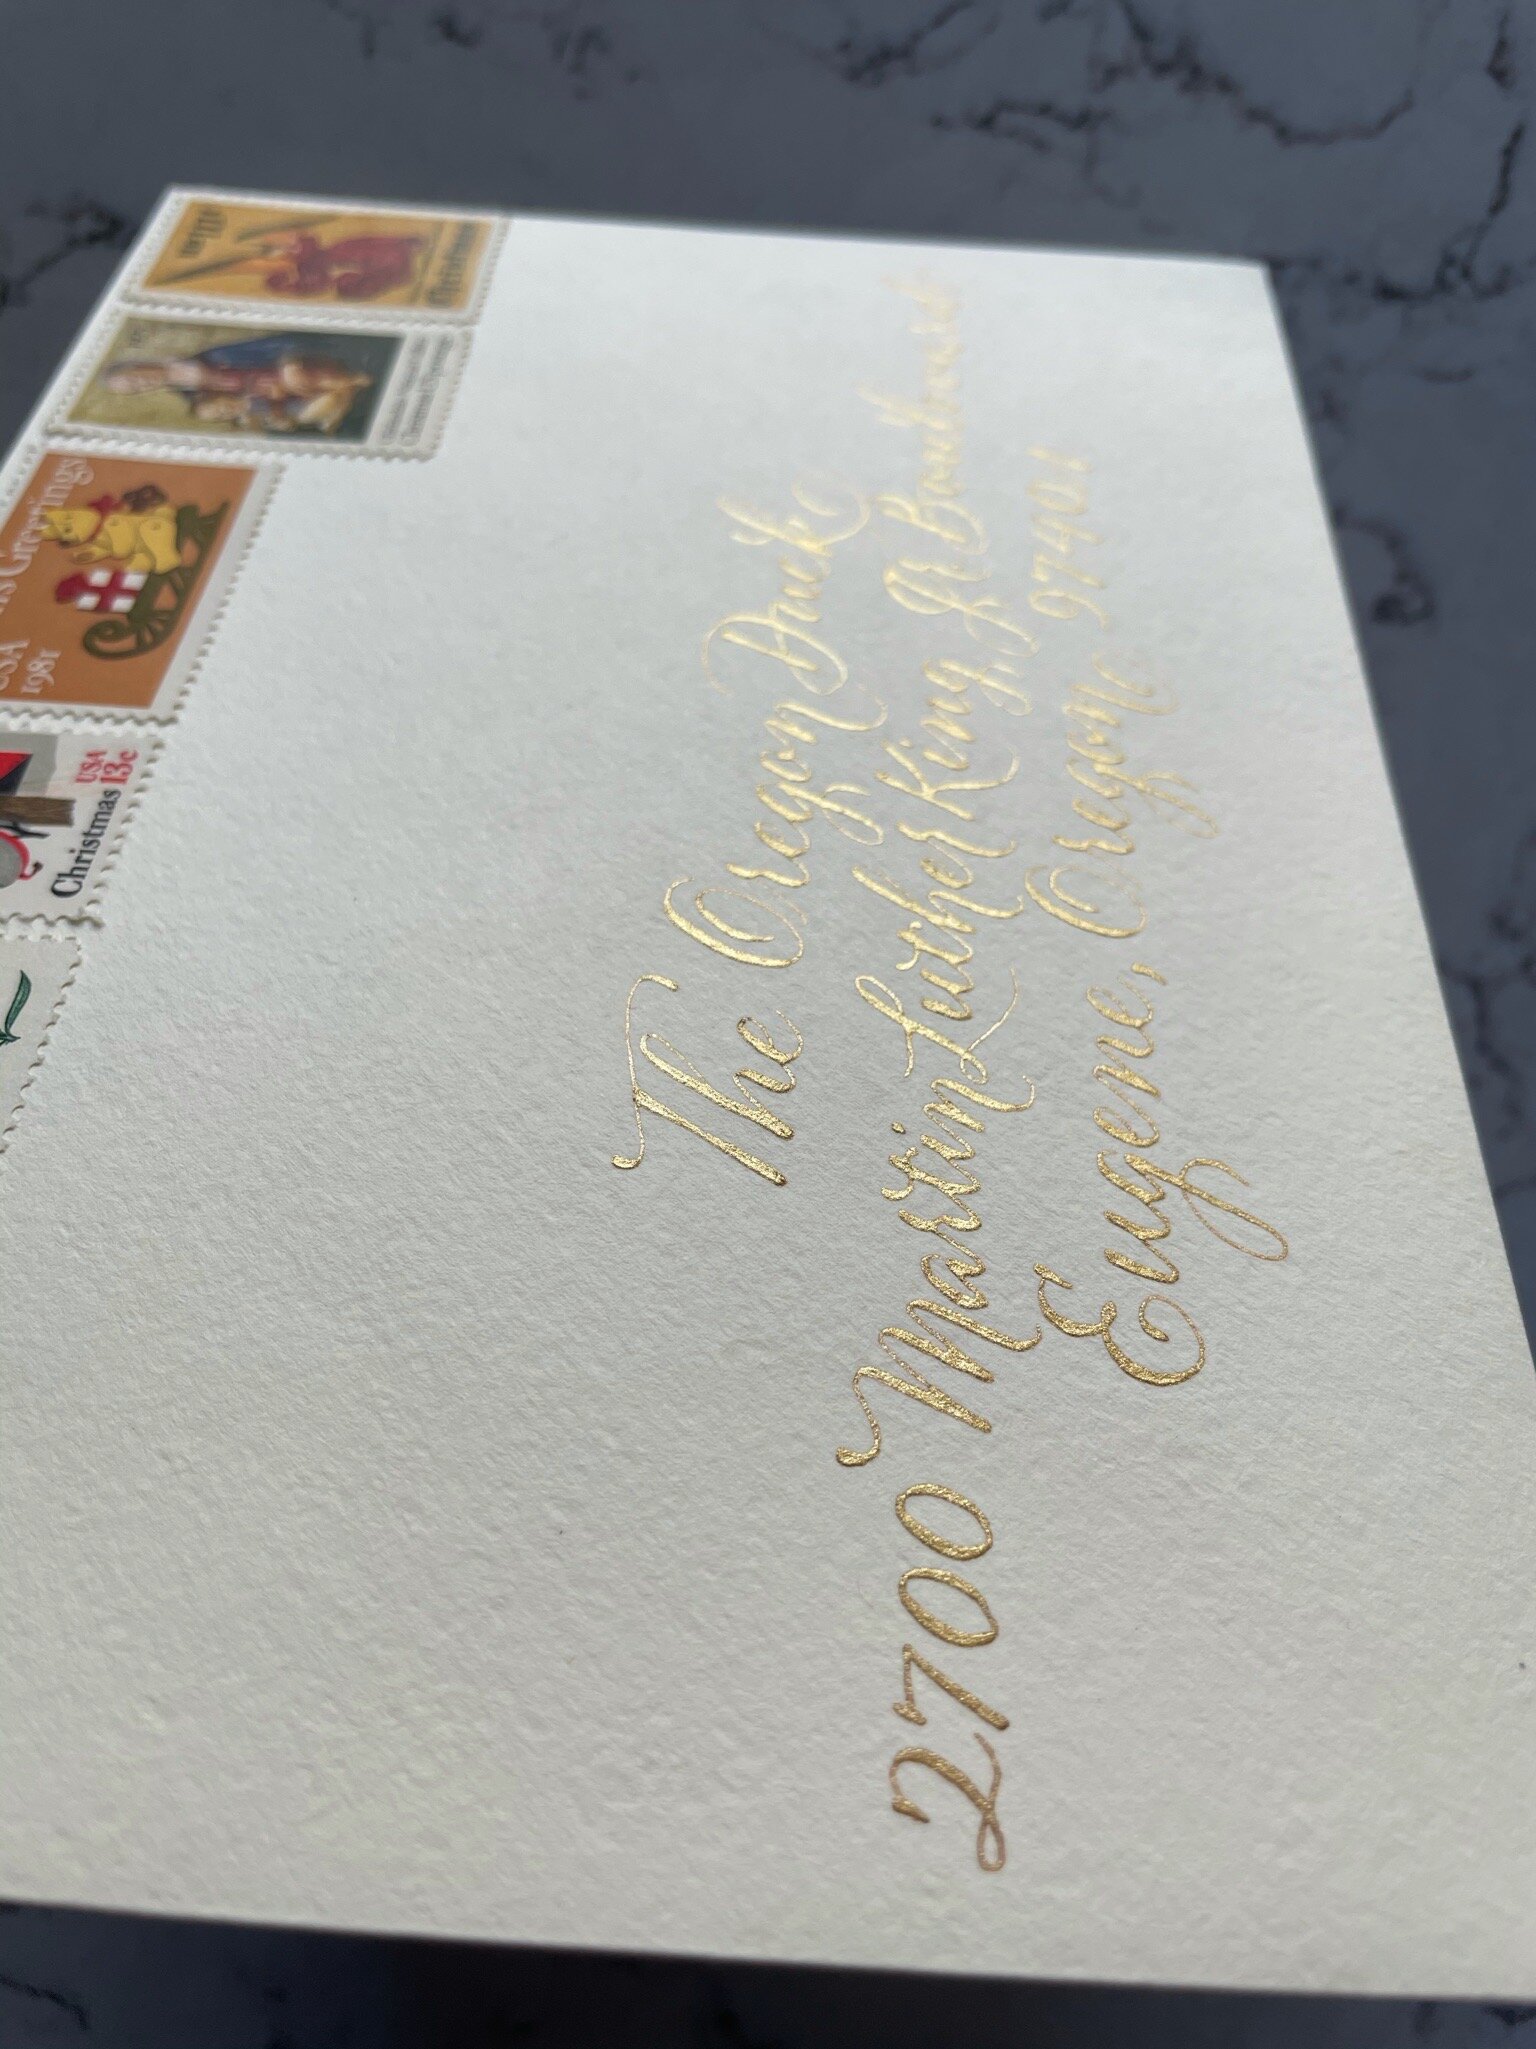 The Oregon Duck
2700 Martin Luther King Jr Boulevard
Eugene, Oregon 97401
Christmas
Christmas
Greetings
USA
1981
USA 13c
Christmas